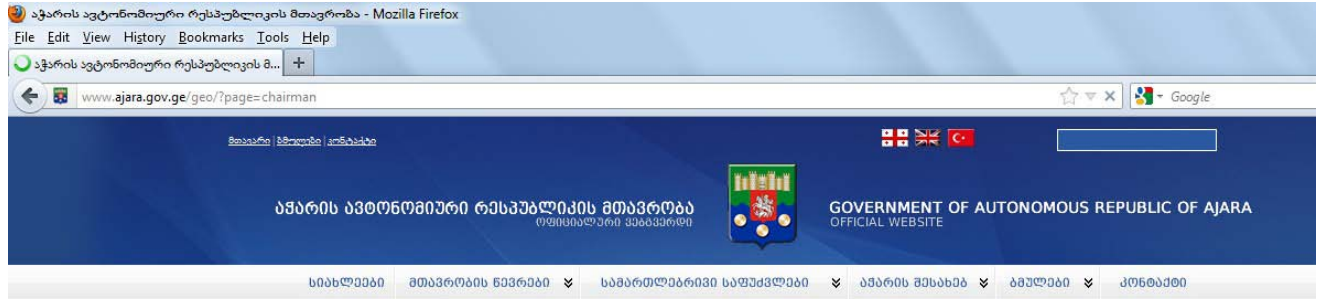 აჭარის ავტონომიური რესპუბლიკის მთავრობა - Mozilla Firefox
File Edit View History Bookmarks Tools Help
აჭარის ავტონომიური რესპუბლიკის მ... +
www.ajara.gov.ge/geo/?page=chairman Google
მთავარი | ბმულები | კონტაქტი
აჭარის ავტონომიური რესპუბლიკის მთავრობა
ოფიციალური ვებგვერდი
GOVERNMENT OF AUTONOMOUS REPUBLIC OF AJARA
OFFICIAL WEBSITE
სიახლეები მთავრობის წევრები სამართლებრივი საფუძვლები აჭარის შესახებ ბმულები კონტაქტი